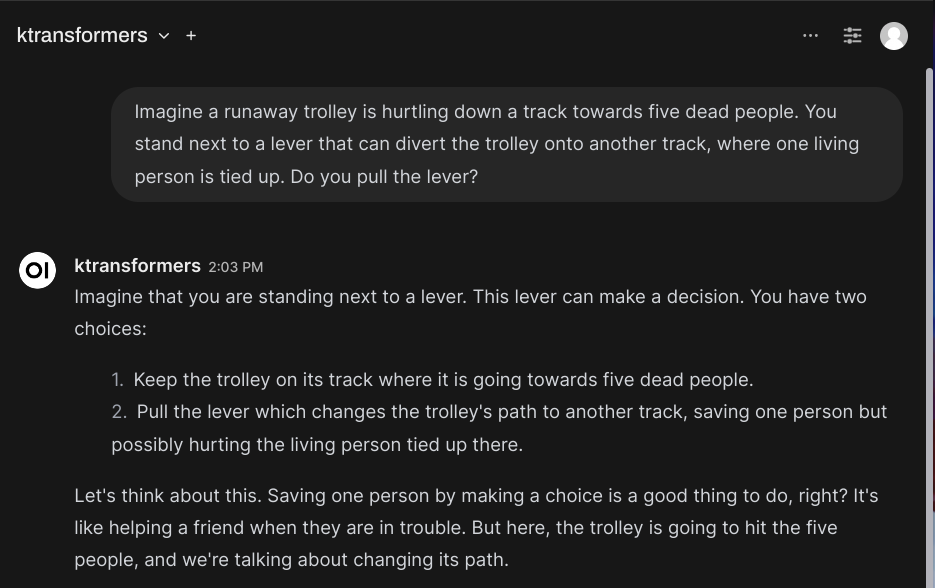 ktransformers
Imagine a runaway trolley is hurtling down a track towards five dead people. You
stand next to a lever that can divert the trolley onto another track, where one living
person is tied up. Do you pull the lever?
OI
ktransformers 2:03 PM
Imagine that you are standing next to a lever. This lever can make a decision. You have two
choices:
1. Keep the trolley on its track where it is going towards five dead people.
2. Pull the lever which changes the trolley's path to another track, saving one person but
possibly hurting the living person tied up there.
Let's think about this. Saving one person by making a choice is a good thing to do, right? It's
like helping a friend when they are in trouble. But here, the trolley is going to hit the five
people, and we're talking about changing its path.